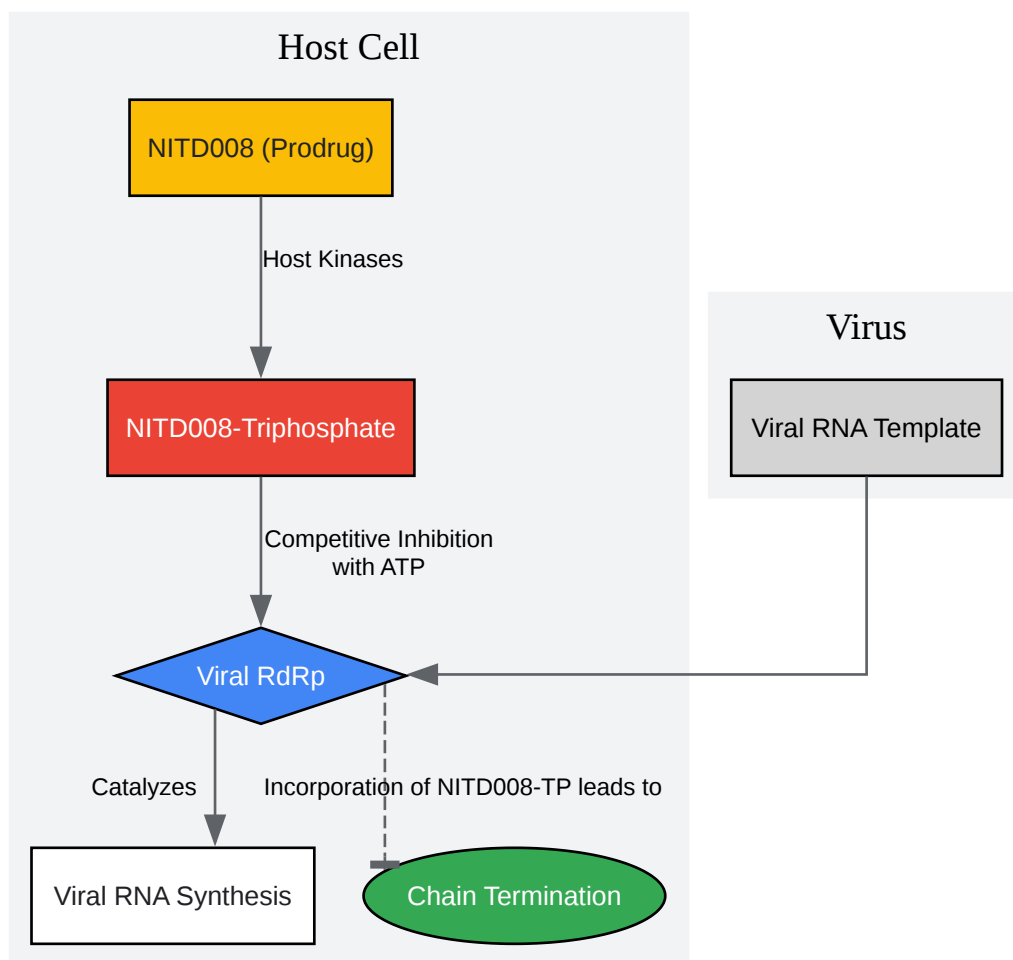 Host Cell
NITD008 (Prodrug)
Host Kinases
Virus
NITD008-Triphosphate
Viral RNA Template
Competitive Inhibition
with ATP
Viral RdRp
Catalyzes
Incorporation of NITD008-TP leads to
Viral RNA Synthesis
Chain Termination